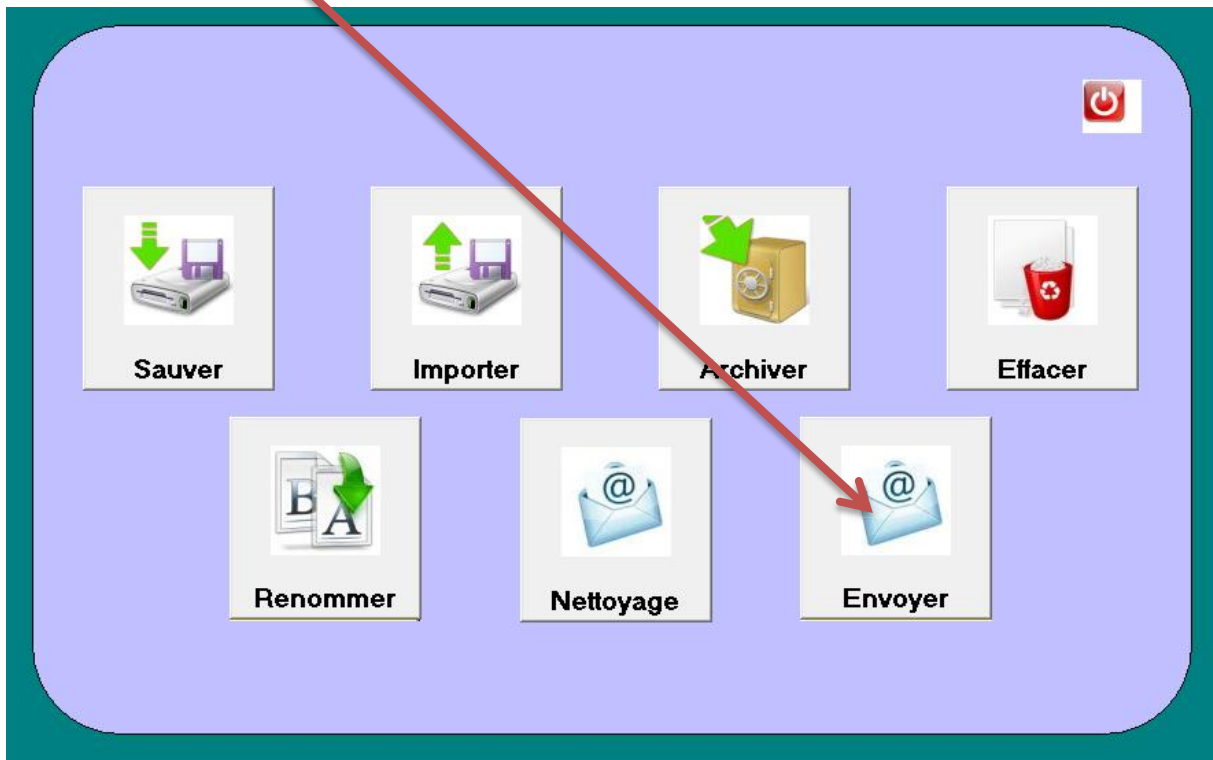 Sauver
Importer
Archiver
Effacer
B
A
@
@
Renommer
Nettoyage
Envoyer